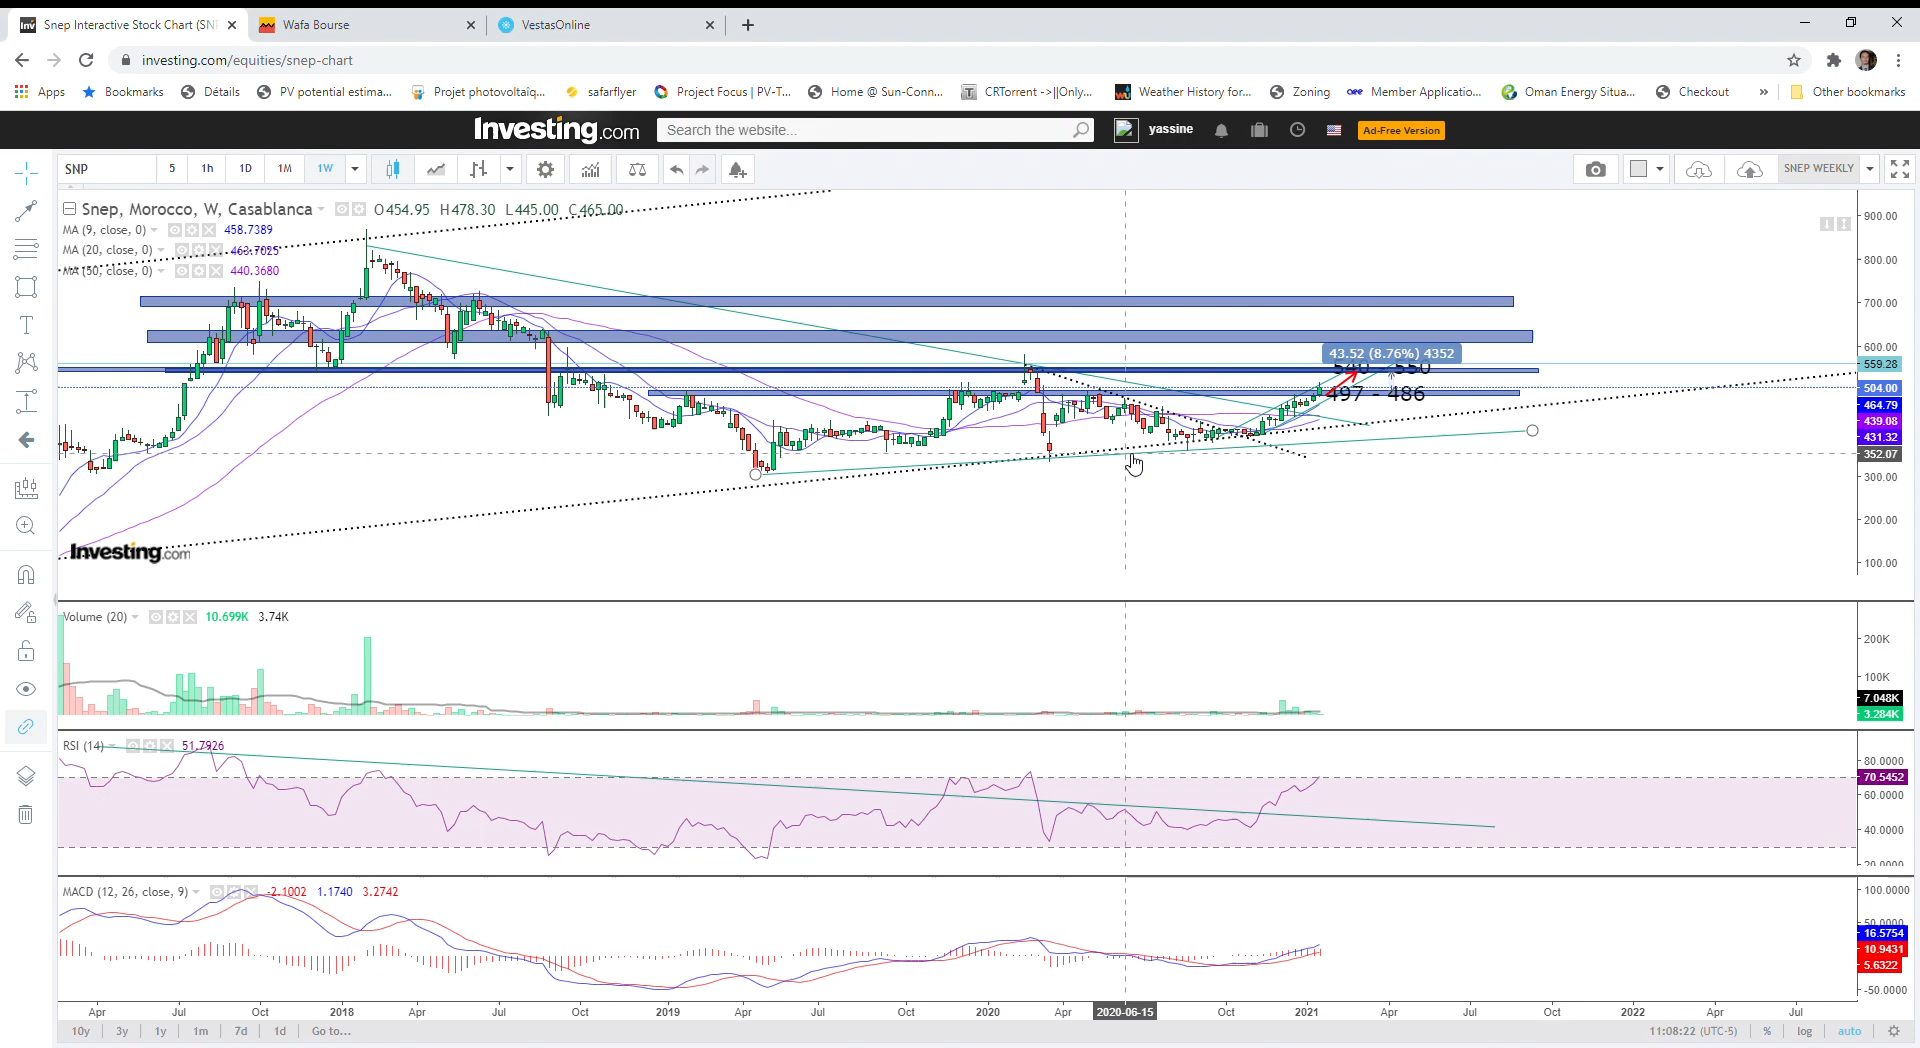 Snep Interactive Stock Chart (SN
Wafa Bourse
VestasOnline
investing.com/equities/snep-chart
Apps Bookmarks Détails PV potential estima... Projet photovoltaïq... safarflyer Project Focus | PV-T... Home @ Sun-Conn... CRTorrent ->||Only... Weather History for... Zoning Member Applicatio... Oman Energy Situa... Checkout » Other bookmarks
Investing.com Search the website... yassine Ad-Free Version
SNP 5 1h 1D 1M 1W SNEP WEEKLY
Snep, Morocco, W, Casablanca O454.95 H478.30 L445.00 C465.00
MA (9, close, 0) 458.7389
MA (20, close, 0) 463.7025
MA (50, close, 0) 440.3680
43.52 (8.76%) 4352
540 - 550
497 - 486
900.00
800.00
700.00
600.00
559.28
504.00
464.79
439.08
431.32
352.07
300.00
200.00
100.00
Investing.com
Volume (20) 10.699K 3.74K
200K
100K
7.048K
3.284K
RSI (14) 51.7926
80.0000
70.5452
60.0000
40.0000
20.0000
MACD (12, 26, close, 9) -2.1002 1.1740 3.2742
100.0000
50.0000
16.5754
10.9431
5.6322
-50.0000
Apr Jul Oct 2018 Apr Jul Oct 2019 Apr Jul Oct 2020 Apr 2020-06-15 Oct 2021 Apr Jul Oct 2022 Apr Jul
10y 3y 1y 1m 7d 1d Go to... 11:08:22 (UTC-5) % log auto